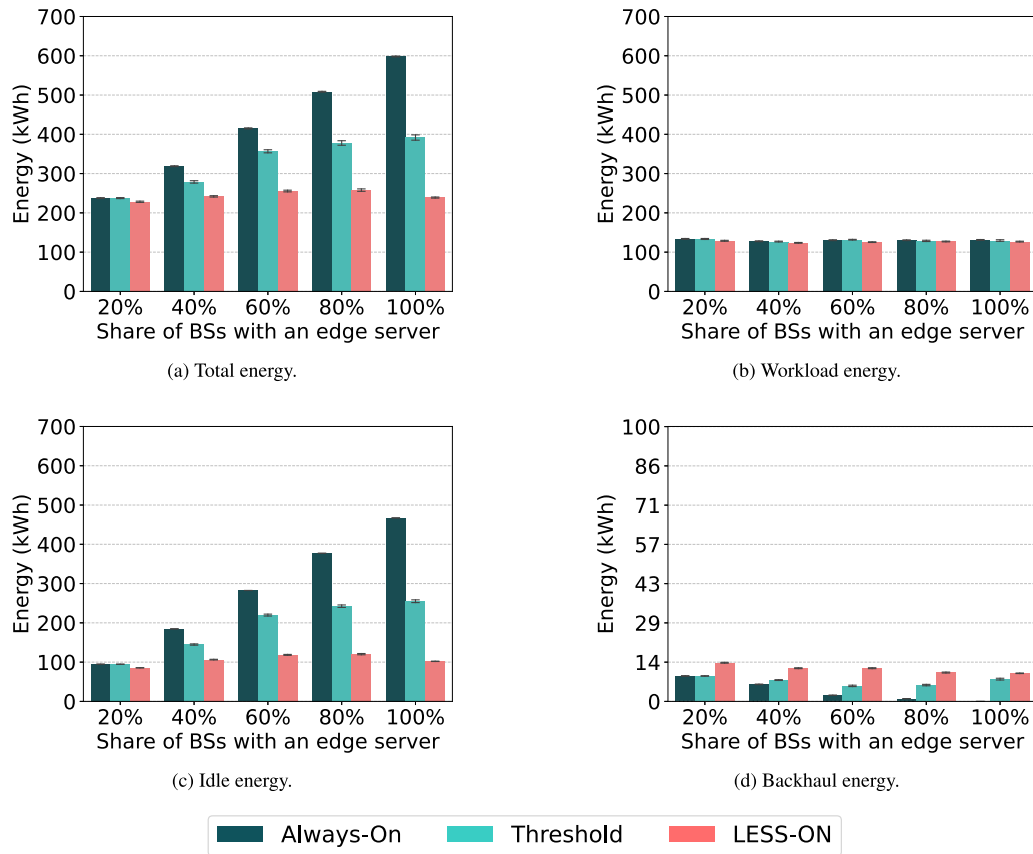 700
600
500
400
300
200
100
0
Energy (kWh)
20% 40% 60% 80% 100%
Share of BSs with an edge server
(a) Total energy.
700
600
500
400
300
200
100
0
Energy (kWh)
20% 40% 60% 80% 100%
Share of BSs with an edge server
(b) Workload energy.
700
600
500
400
300
200
100
0
Energy (kWh)
20% 40% 60% 80% 100%
Share of BSs with an edge server
(c) Idle energy.
100
86
71
57
43
29
14
0
Energy (kWh)
20% 40% 60% 80% 100%
Share of BSs with an edge server
(d) Backhaul energy.
Always-On Threshold LESS-ON